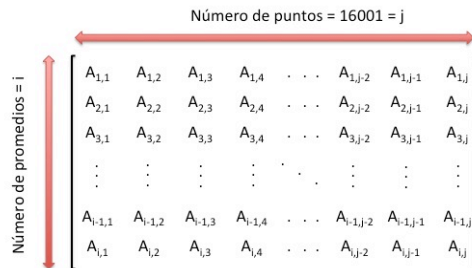 Número de puntos = 16001 = j
Número de promedios = i
A1,1 A1,2 A1,3 A1,4 . . . A1,j-2 A1,j-1 A1,j
A2,1 A2,2 A2,3 A2,4 . . . A2,j-2 A2,j-1 A2,j
A3,1 A3,2 A3,3 A3,4 . . . A3,j-2 A3,j-1 A3,j
Ai-1,1 Ai-1,2 Ai-1,3 Ai-1,4 . . . Ai-1,j-2 Ai-1,j-1 Ai-1,j
Ai,1 Ai,2 Ai,3 Ai,4 . . . Ai,j-2 Ai,j-1 Ai,j